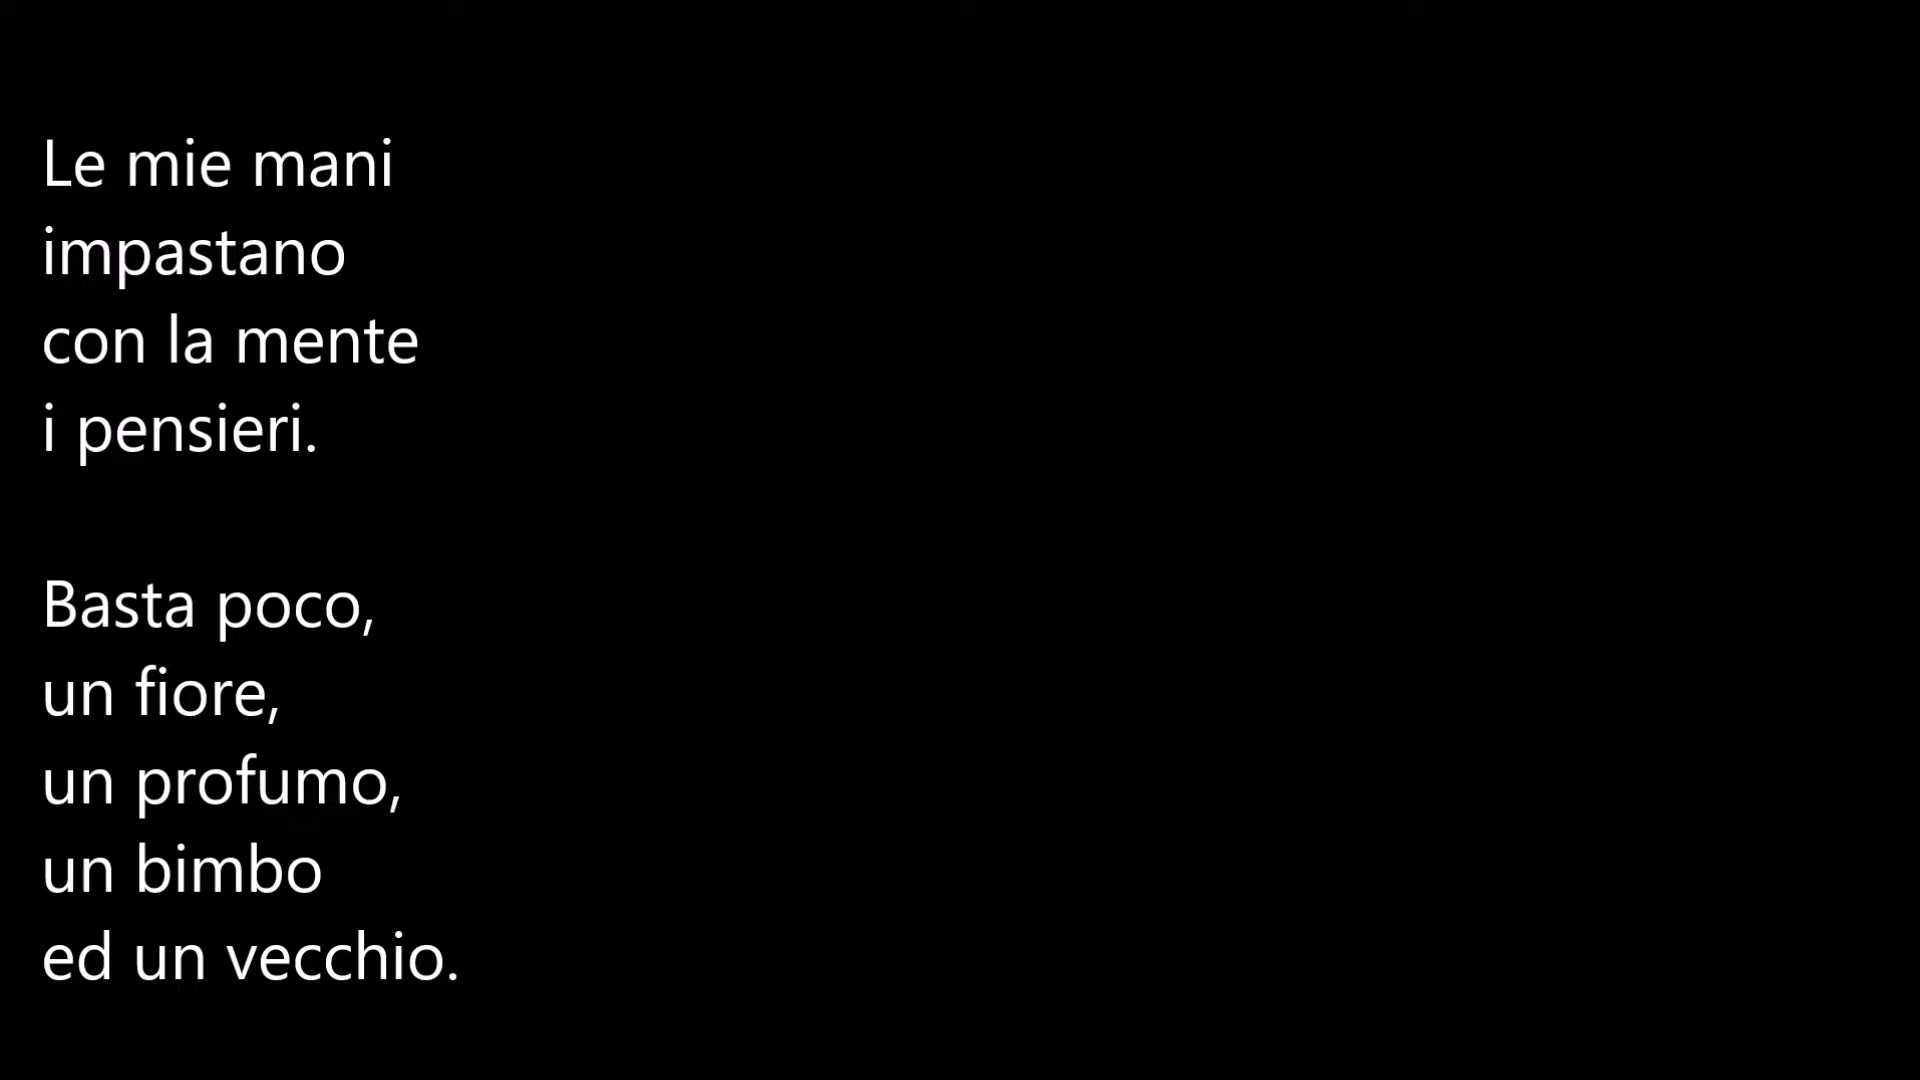 Le mie mani
impastano
con la mente
i pensieri.
Basta poco,
un fiore,
un profumo,
un bimbo
ed un vecchio.